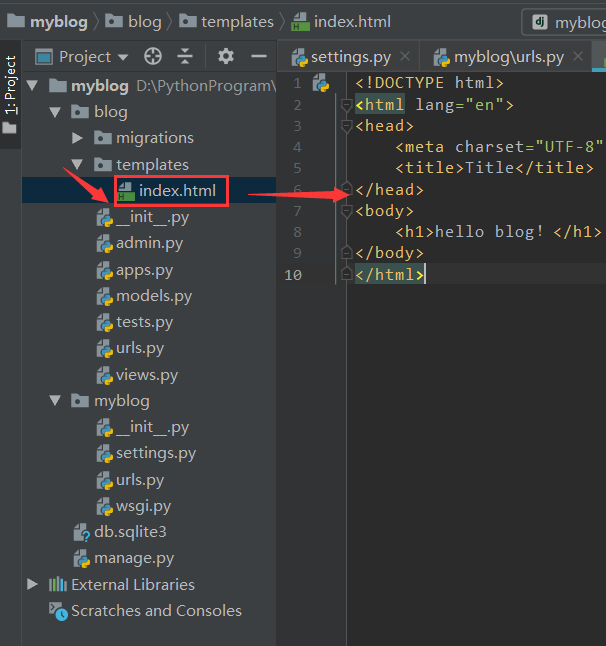 myblog blog templates index.html myblog
1: Project
Project
settings.py myblog\urls.py
myblog D:\PythonProgram\
blog
migrations
templates
index.html
__init__.py
admin.py
apps.py
models.py
tests.py
urls.py
views.py
myblog
__init__.py
settings.py
urls.py
wsgi.py
db.sqlite3
manage.py
External Libraries
Scratches and Consoles
1 <!DOCTYPE html>
2 <html lang="en">
3 <head>
4 <meta charset="UTF-8"
5 <title>Title</title>
6 </head>
7 <body>
8 <h1>hello blog! </h1>
9 </body>
10 </html>